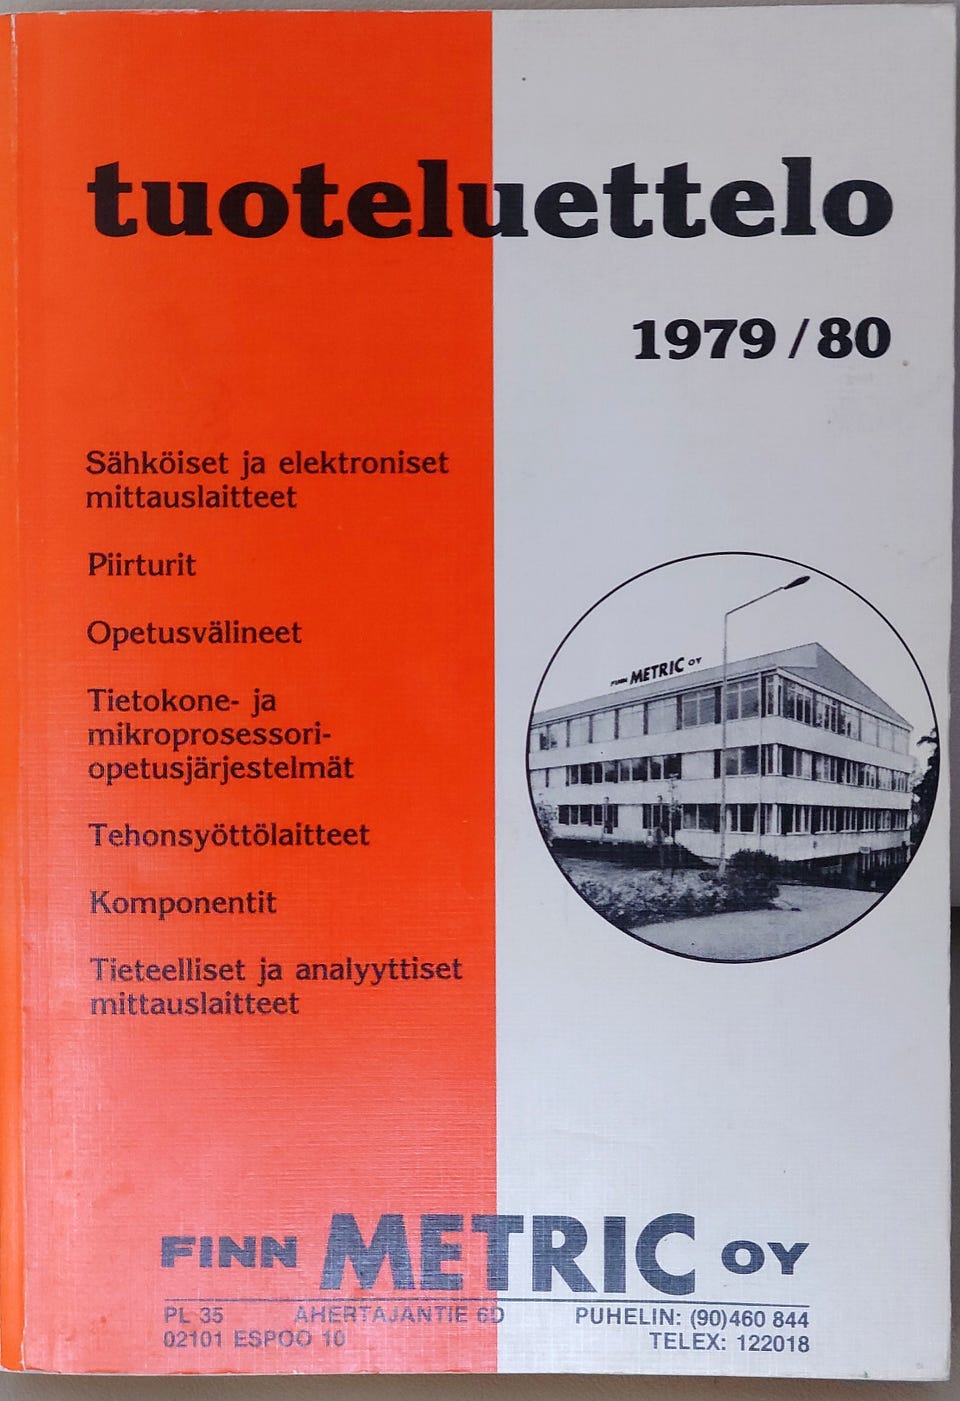 tuoteluettelo
1979/80
Sähköiset ja elektroniset
mittauslaitteet
Piirturit
Opetusvälineet
Tietokone- ja
mikroprosessori-
opetusjärjestelmät
Tehonsyöttölaitteet
Komponentit
Tieteelliset ja analyyttiset
mittauslaitteet
FINN METRIC OY
FINN METRIC OY
PL 35 AHERTAJANTIE 6D PUHELIN: (90)460 844
02101 ESPOO 10 TELEX: 122018